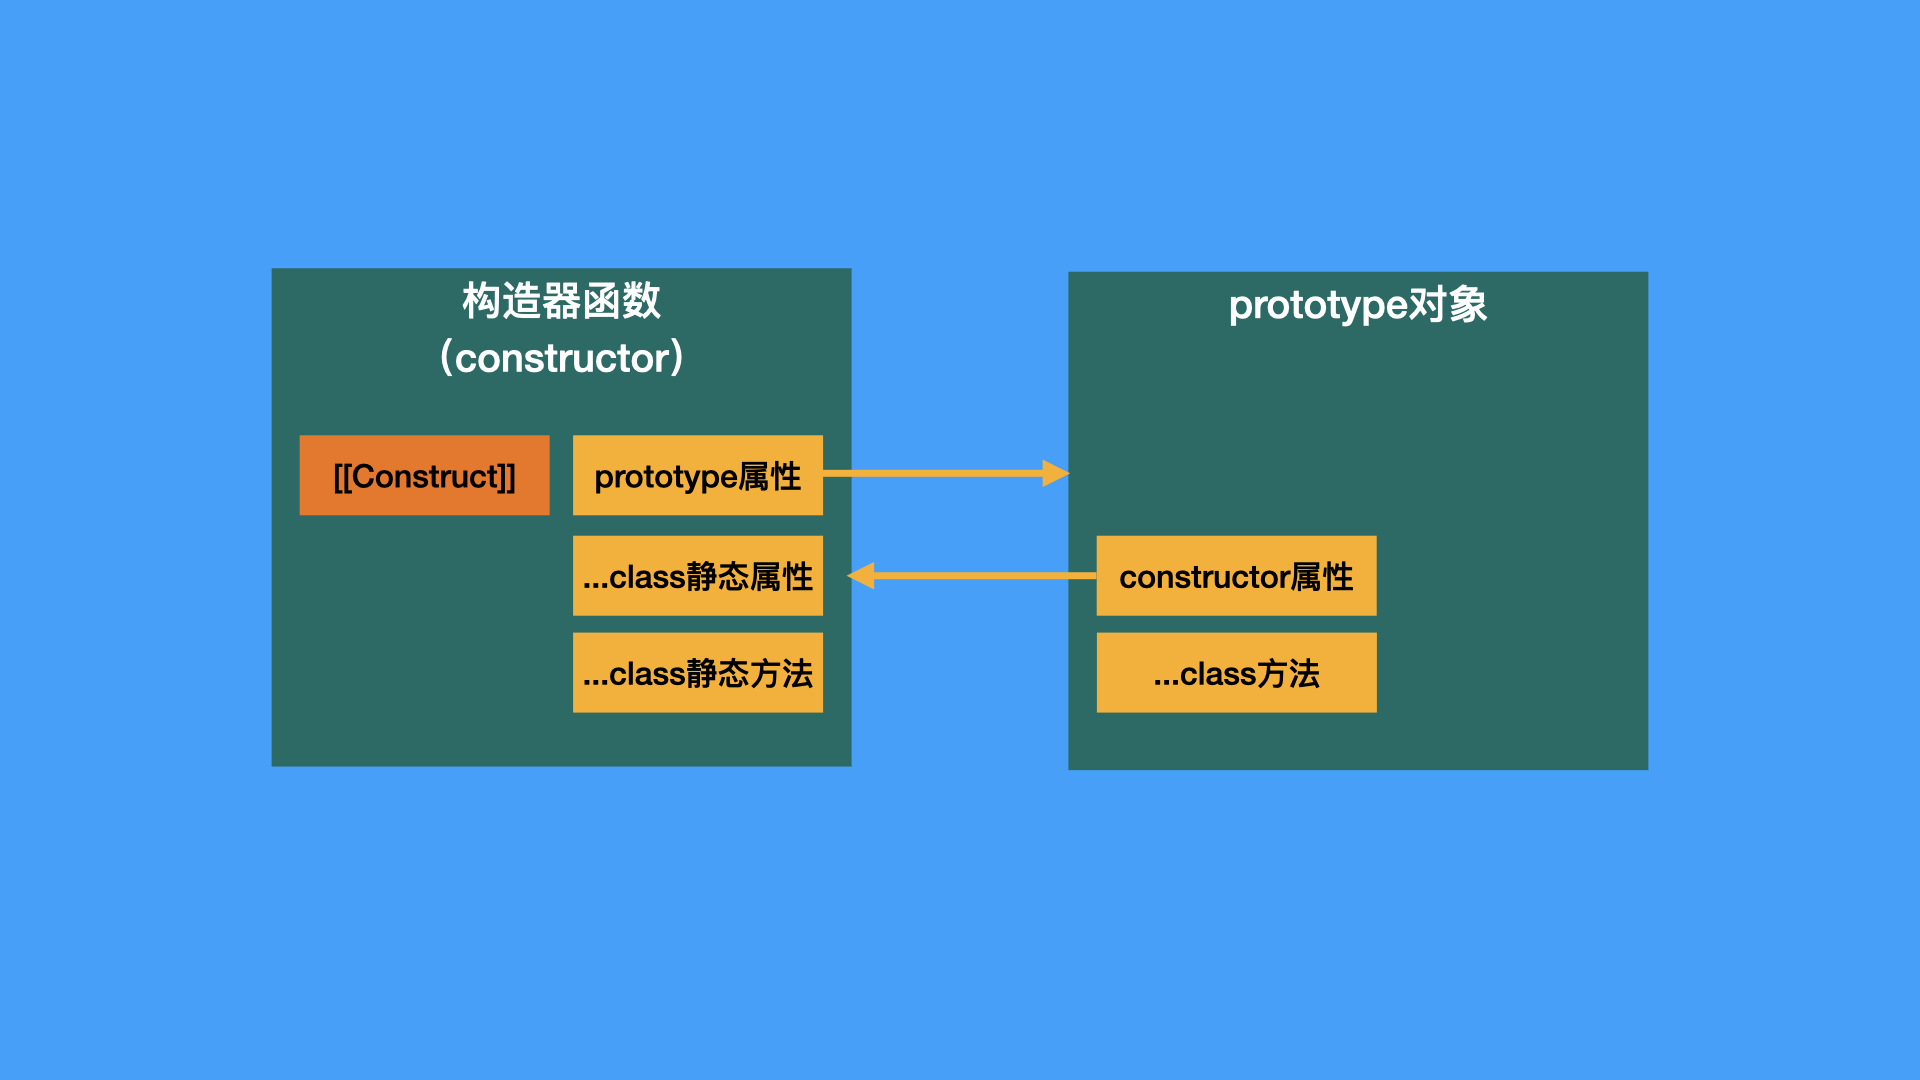 构造器函数
（constructor）
[[Construct]]
prototype属性
...class静态属性
...class静态方法
prototype对象
constructor属性
...class方法